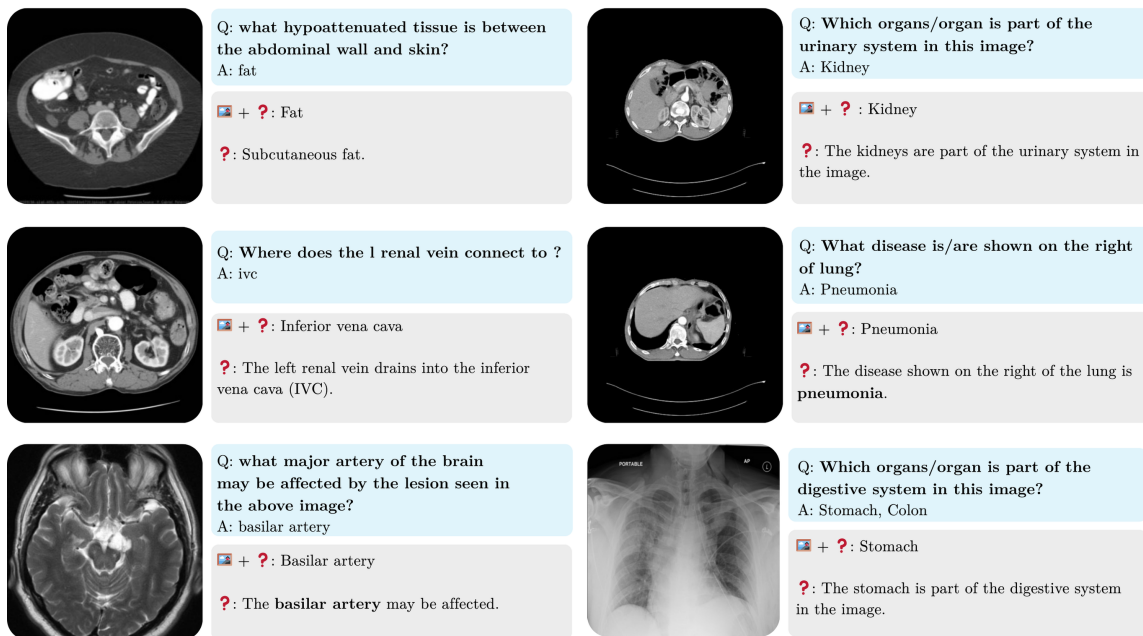 Q: what hypoattenuated tissue is between
the abdominal wall and skin?
A: fat
+ ?: Fat
?: Subcutaneous fat.
Q: Which organs/organ is part of the
urinary system in this image?
A: Kidney
+ ? : Kidney
?: The kidneys are part of the urinary system in
the image.
Q: Where does the l renal vein connect to ?
A: ivc
+ ?: Inferior vena cava
?: The left renal vein drains into the inferior
vena cava (IVC).
Q: What disease is/are shown on the right
of lung?
A: Pneumonia
+ ?: Pneumonia
?: The disease shown on the right of the lung is
pneumonia.
Q: what major artery of the brain
may be affected by the lesion seen in
the above image?
A: basilar artery
+ ?: Basilar artery
?: The basilar artery may be affected.
PORTABLE
AP
L
Q: Which organs/organ is part of the
digestive system in this image?
A: Stomach, Colon
+ ?: Stomach
?: The stomach is part of the digestive system
in the image.